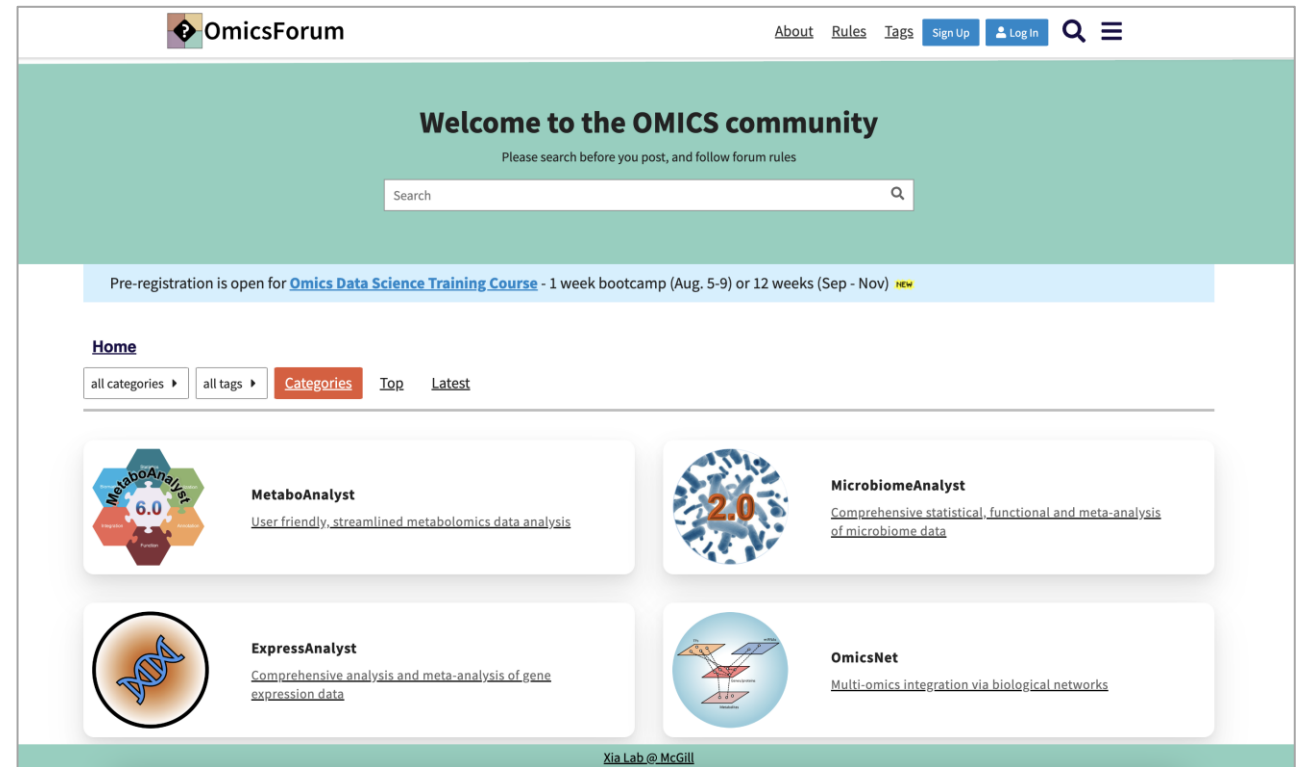 OmicsForum
About Rules Tags Sign Up Log In
Welcome to the OMICS community
Please search before you post, and follow forum rules
Search
Pre-registration is open for Omics Data Science Training Course - 1 week bootcamp (Aug. 5-9) or 12 weeks (Sep - Nov) NEW
Home
all categories all tags Categories Top Latest
MetaboAnalyst
6.0
Integration
Annotation
Function
MetaboAnalyst
User friendly, streamlined metabolomics data analysis
2.0
MicrobiomeAnalyst
Comprehensive statistical, functional and meta-analysis
of microbiome data
ExpressAnalyst
Comprehensive analysis and meta-analysis of gene
expression data
OmicsNet
Multi-omics integration via biological networks
Xia Lab @ McGill